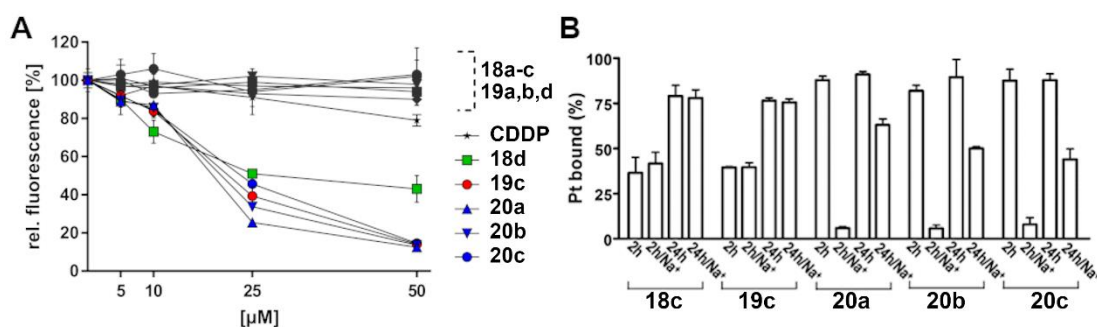 A
rel. fluorescence [%]
120
100
80
60
40
20
0
5
10
25
50
[µM]
18a-c
19a,b,d
CDDP
18d
19c
20a
20b
20c
B
Pt bound (%)
100
75
50
25
0
2h
2h/Na⁺
24h
24h/Na⁺
2h
2h/Na⁺
24h
24h/Na⁺
2h
2h/Na⁺
24h
24h/Na⁺
2h
2h/Na⁺
24h
24h/Na⁺
2h
2h/Na⁺
24h
24h/Na⁺
18c
19c
20a
20b
20c